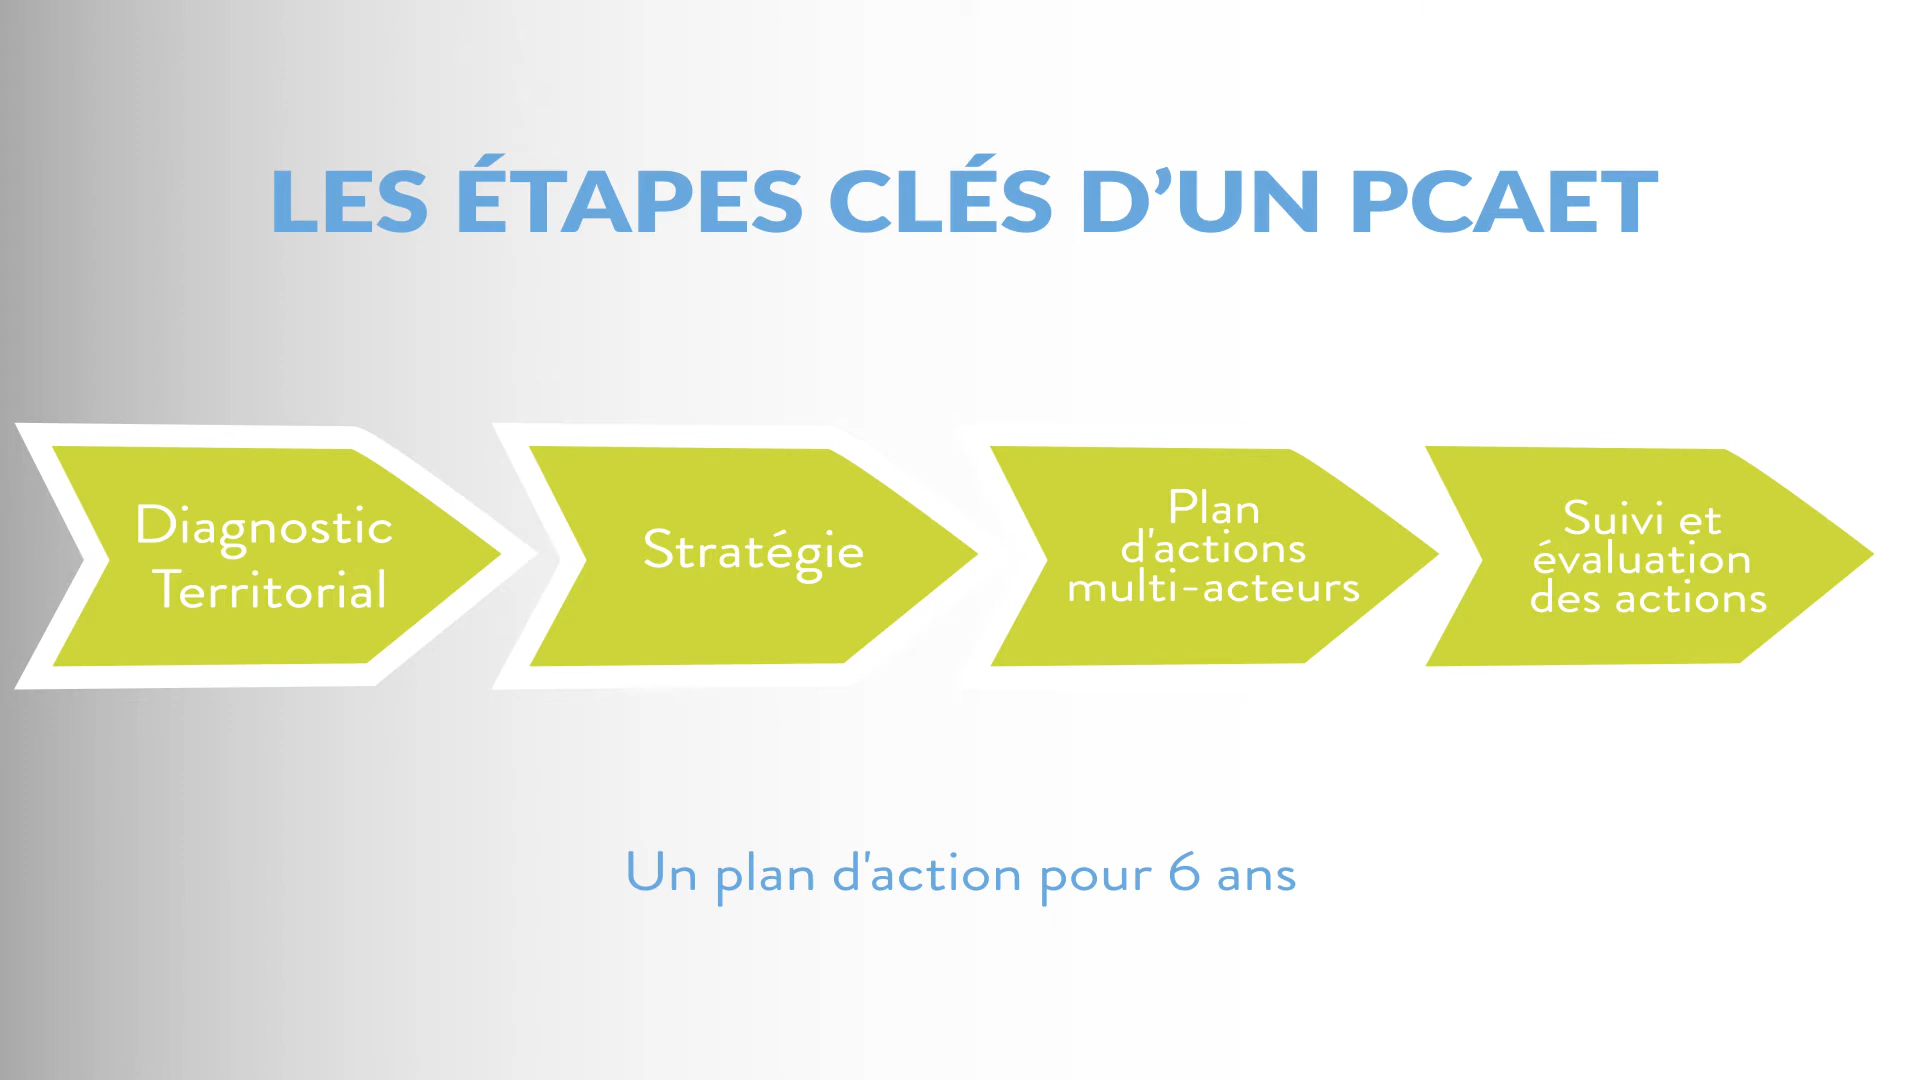 LES ÉTAPES CLÉS D’UN PCAET
Diagnostic
Territorial
Stratégie
Plan
d'actions
multi-acteurs
Suivi et
évaluation
des actions
Un plan d'action pour 6 ans